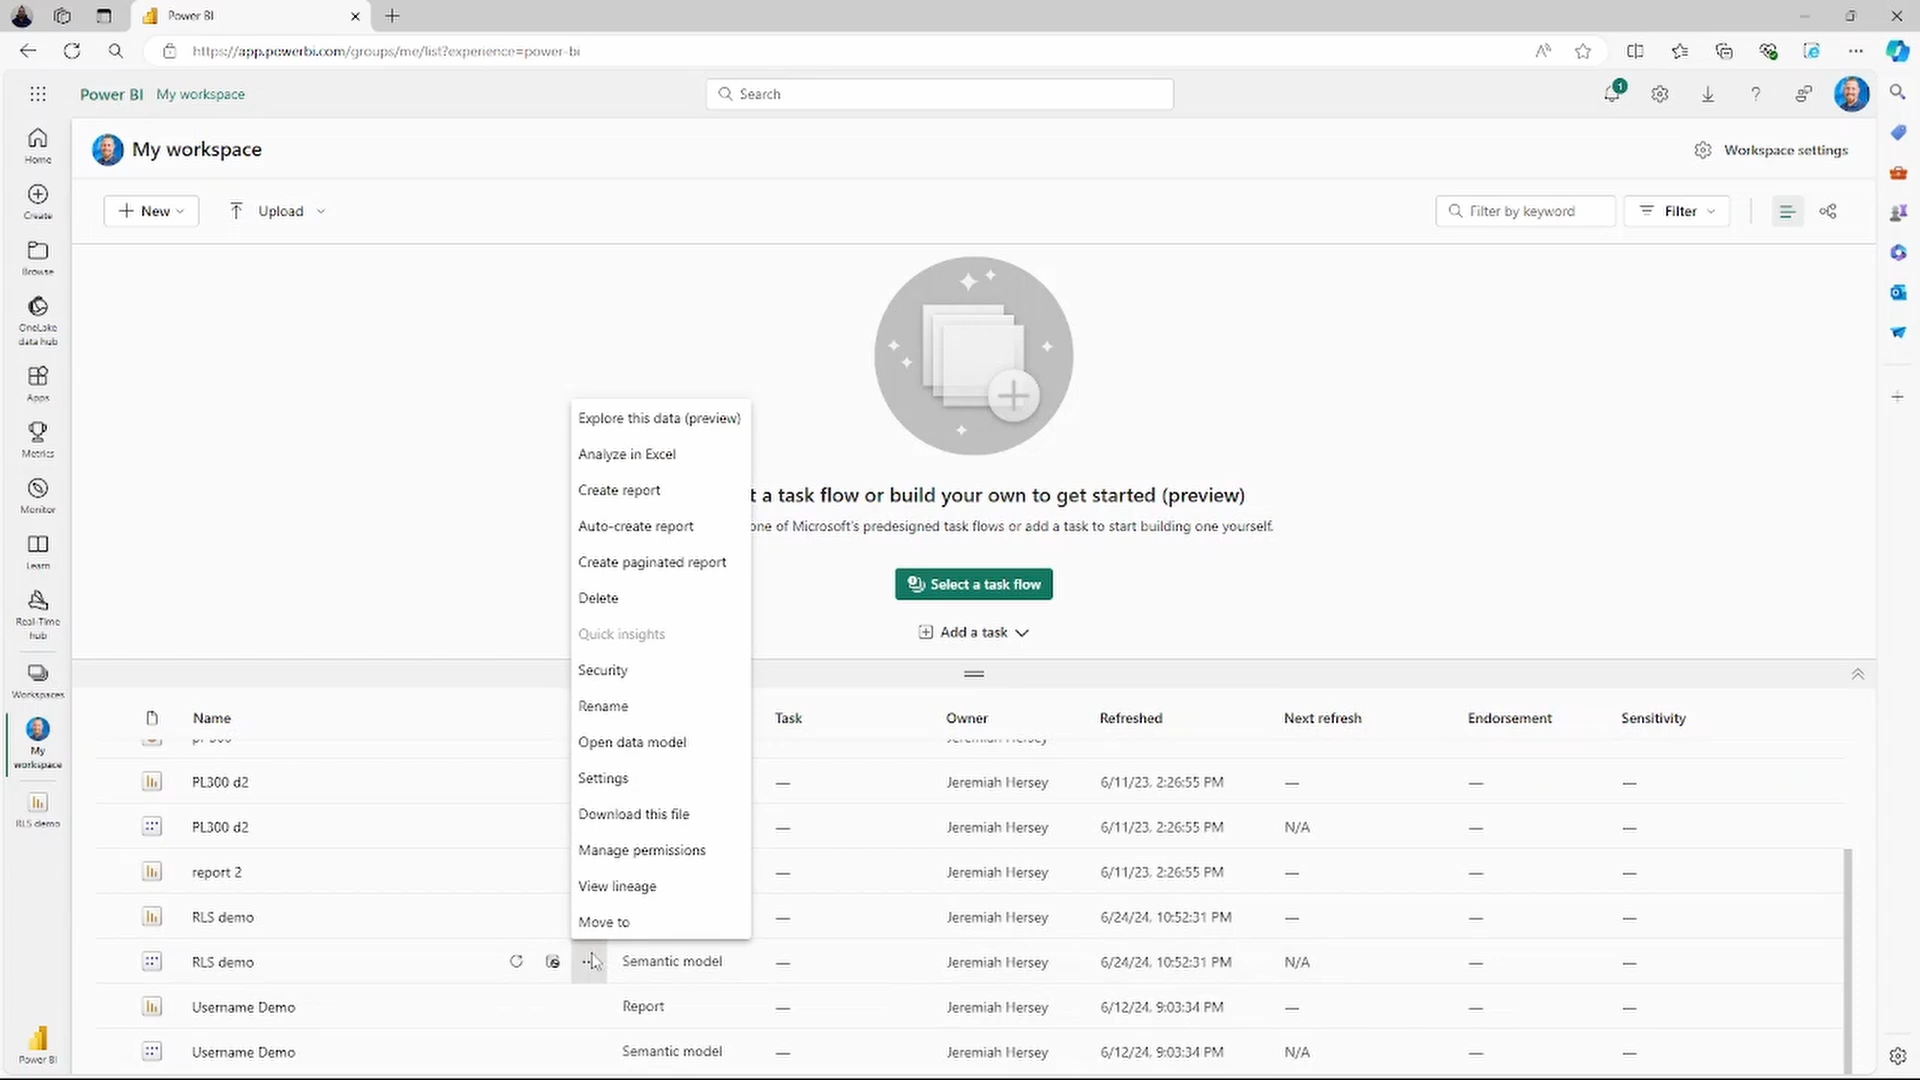 Power BI
https://app.powerbi.com/groups/me/list?experience=power-bi
Power BI My workspace
Search
1
Home
Create
Browse
OneLake
data hub
Apps
Metrics
Monitor
Learn
Real-Time
hub
Workspaces
My
workspace
RLS demo
Power BI
My workspace
Workspace settings
New
Upload
Filter by keyword
Filter
t a task flow or build your own to get started (preview)
one of Microsoft's predesigned task flows or add a task to start building one yourself.
Select a task flow
Add a task
Explore this data (preview)
Analyze in Excel
Create report
Auto-create report
Create paginated report
Delete
Quick insights
Security
Rename
Open data model
Settings
Download this file
Manage permissions
View lineage
Move to
Name Task Owner Refreshed Next refresh Endorsement Sensitivity
PL300 d2 — Jeremiah Hersey 6/11/23, 2:26:55 PM — — —
PL300 d2 — Jeremiah Hersey 6/11/23, 2:26:55 PM N/A — —
report 2 — Jeremiah Hersey 6/11/23, 2:26:55 PM — — —
RLS demo — Jeremiah Hersey 6/24/24, 10:52:31 PM — — —
RLS demo Semantic model — Jeremiah Hersey 6/24/24, 10:52:31 PM N/A — —
Username Demo Report — Jeremiah Hersey 6/12/24, 9:03:34 PM — — —
Username Demo Semantic model — Jeremiah Hersey 6/12/24, 9:03:34 PM N/A — —